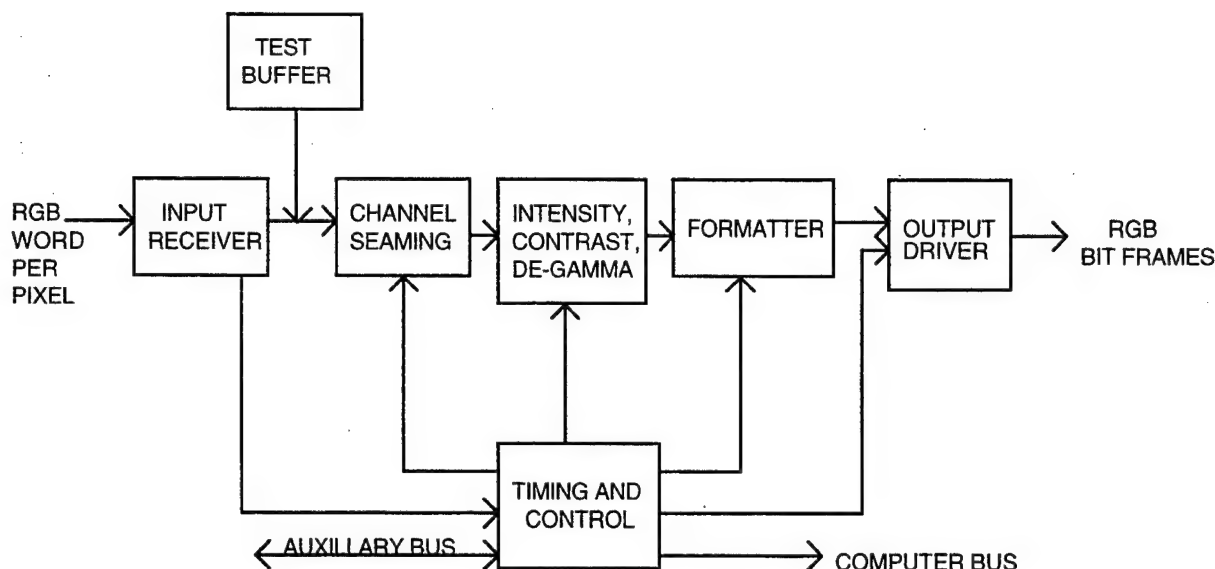 TEST
BUFFER
RGB
WORD
PER
PIXEL
INPUT
RECEIVER
CHANNEL
SEAMING
INTENSITY,
CONTRAST,
DE-GAMMA
FORMATTER
OUTPUT
DRIVER
RGB
BIT FRAMES
TIMING AND
CONTROL
AUXILLARY BUS
COMPUTER BUS